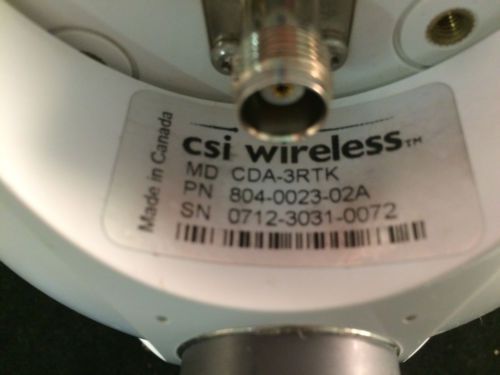 Made in Canada
csi wireless™
MD CDA-3RTK
PN 804-0023-02A
SN 0712-3031-0072